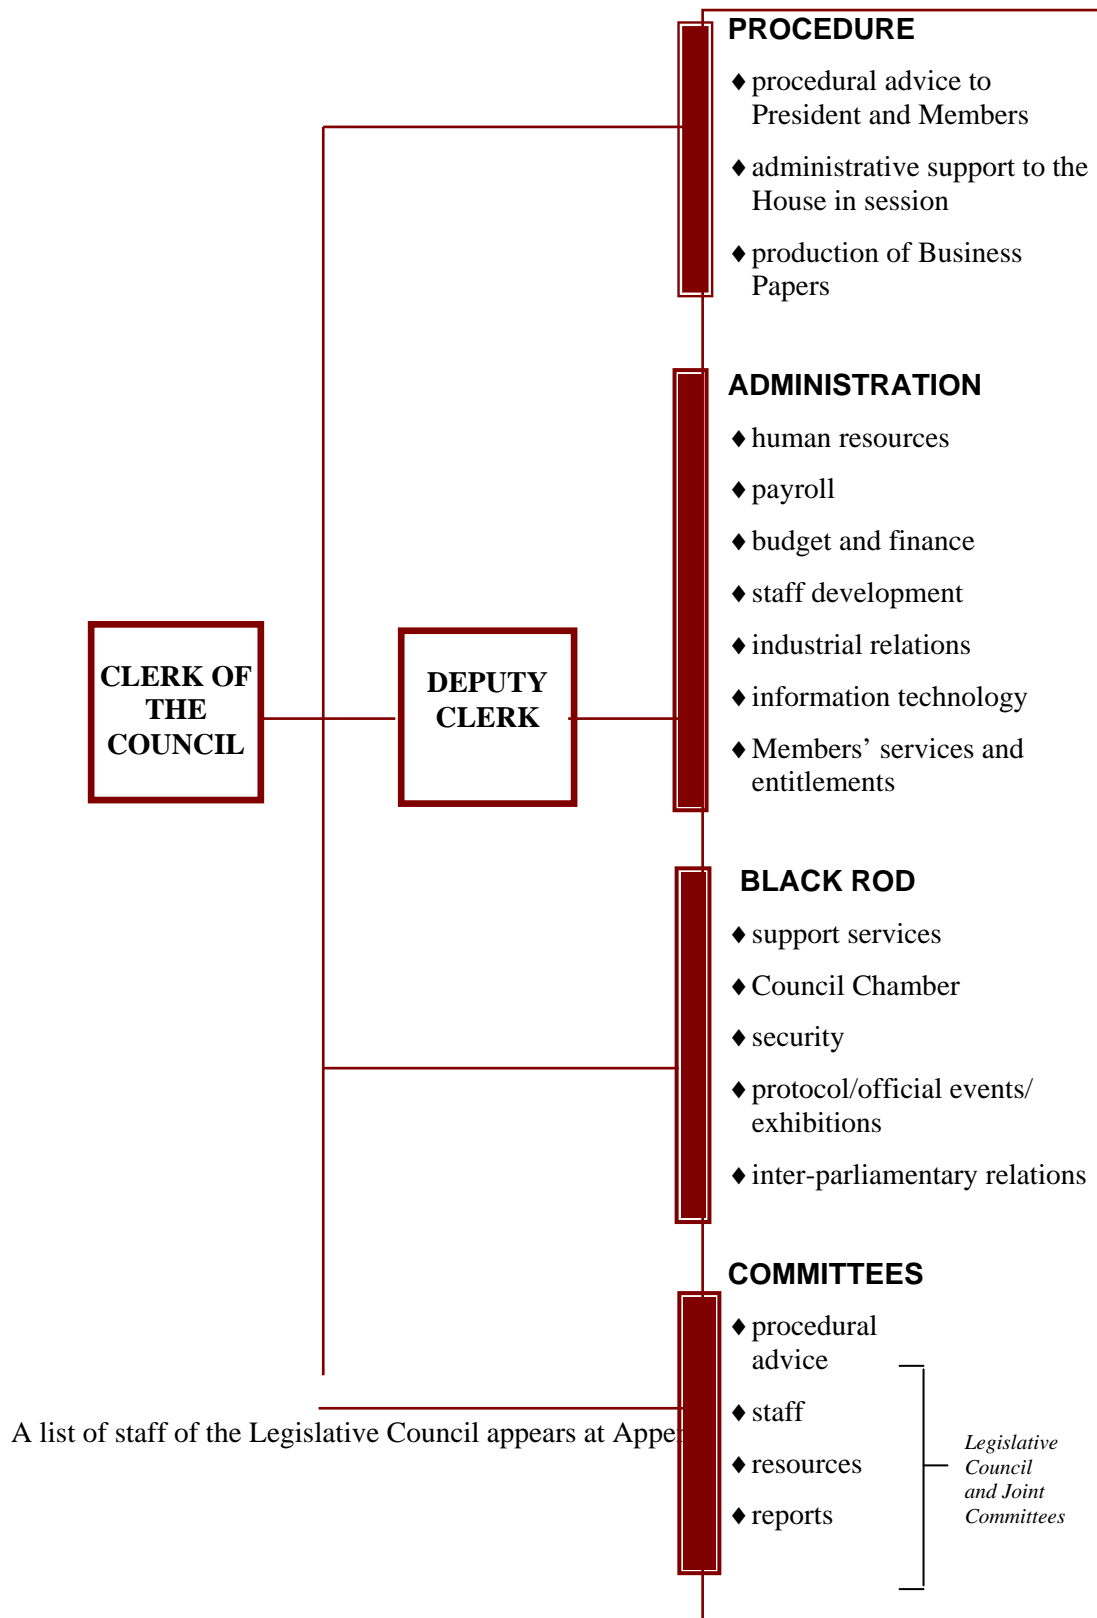 PROCEDURE
♦ procedural advice to
President and Members
♦ administrative support to the
House in session
♦ production of Business
Papers
ADMINISTRATION
♦ human resources
♦ payroll
♦ budget and finance
♦ staff development
♦ industrial relations
♦ information technology
♦ Members’ services and
entitlements
CLERK OF
THE
COUNCIL
DEPUTY
CLERK
BLACK ROD
♦ support services
♦ Council Chamber
♦ security
♦ protocol/official events/
exhibitions
♦ inter-parliamentary relations
COMMITTEES
♦ procedural
advice
♦ staff
♦ resources
♦ reports
Legislative
Council
and Joint
Committees
A list of staff of the Legislative Council appears at